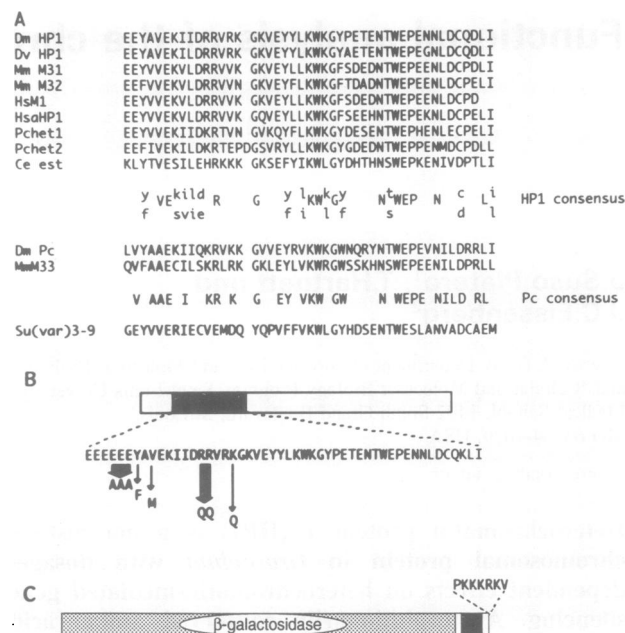 A
Dm HP1 EEYAVEKIIDRRVRK GKVEYYLKWKGYPETENTWEPENNLDCQDLI
Dv HP1 EEYAVEKILDRRVRK GKVEYYLKWKGYAETENTWEPEGNLDCQDLI
Mm M31 EEYVVEKVLDRRVVK GKVEYLLKWKGFSDEDNTWEPEENLDCPDLI
Mm M32 EEFVVEKVLDRRVVN GKVEYFLKWKGFTDADNTWEPEENLDCPELI
HsM1 EEYVVEKVLDRRVVK GKVEYLLKWKGFSDEDNTWEPEENLDCPD
HsaHP1 EEYVVEKVLDRRVVK GQVEYLLKWKGFSEEHNTWEPEKNLDCPELI
Pchet1 EEYVVEKIIDKRTVN GVKQYFLKWKGYDESENTWEPHENLECPELI
Pchet2 EEFIVEKILDKRTEPDGSVRYLVKWKGYGDEDNTWEPPENMDCPDLL
Ce est KLYTVESILEHRKKK GKSEFYIKWLGYDHTHNSWEPKENIVDPTLI
y kild y l k y t c i
VE R G KW G N WEP N L HP1 consensus
f svie f i l f s d l
Dm Pc LVYAAEKIIQKRVKK GVVEYRVKWKGWNQRYNTWEPEVNILDRRLI
MmM33 QVFAAECILSKRLRK GKLEYLVKWRGWSSKHNSWEPEENILDPRLL
V AAE I KR K G EY VKW GW N WEPE NILD RL Pc consensus
Su(var)3-9 GEYVVERIECVEMDQ YQPVFFVKWLGYHDSENTWESLANVADCAEM
B
EEEEEEYAVEKIIDRRVRKGKVEYYLKWKGYPETENTWEPENNLDCQKLI
AAA F M QQ Q
C
PKKKRKV
β-galactosidase